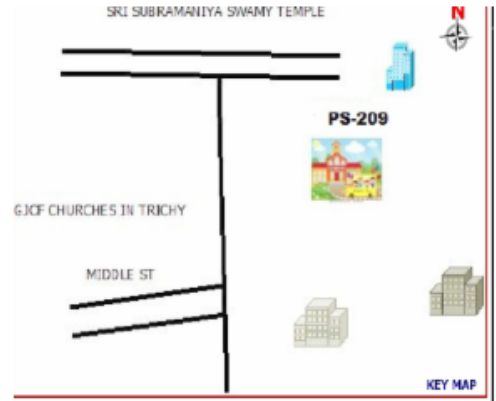 SRI SUBRAMANIYA SWAMY TEMPLE
N
PS-209
GJCF CHURCHES IN TRICHY
MIDDLE ST
KEY MAP